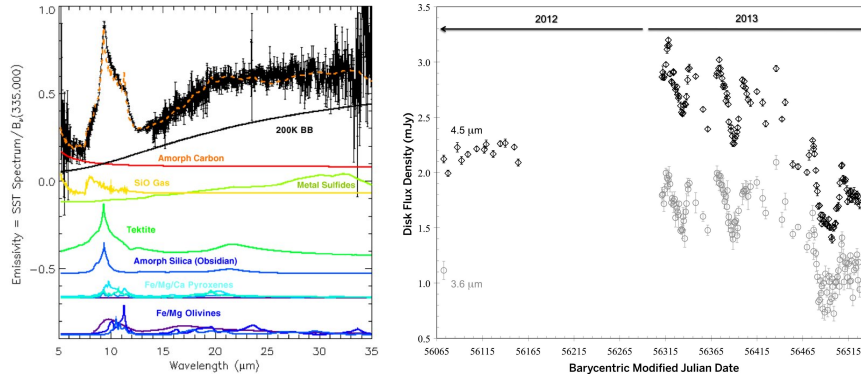 1.0
0.5
0.0
−0.5
Emissivity = SST Spectrum/Bλ(335,000)
200K BB
Amorph Carbon
SiO Gas
Metal Sulfides
Tektite
Amorph Silica (Obsidian)
Fe/Mg/Ca Pyroxenes
Fe/Mg Olivines
5 10 15 20 25 30 35
Wavelength (μm)
2012 2013
3.5
3.0
2.5
2.0
1.5
1.0
0.5
Disk Flux Density (mJy)
4.5 μm
3.6 μm
56065 56115 56165 56215 56265 56315 56365 56415 56465 56515
Barycentric Modified Julian Date